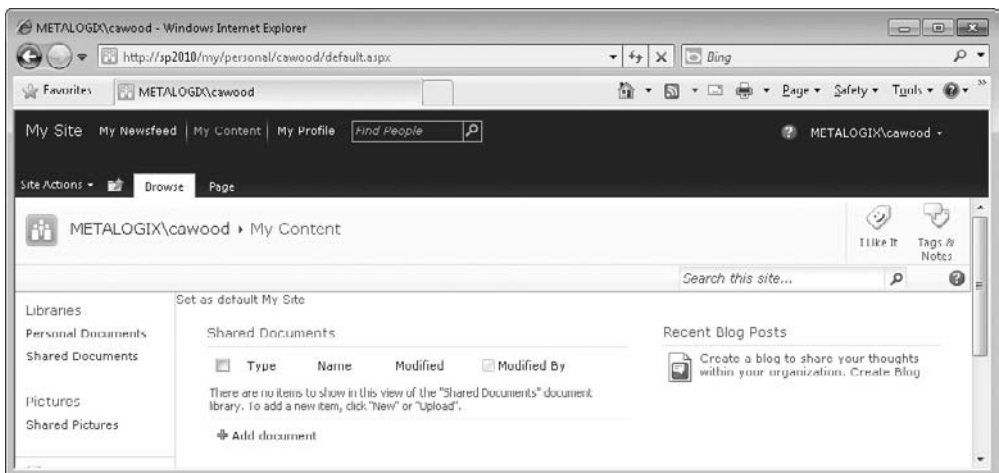 METALOGIX\cawood - Windows Internet Explorer
http://sp2010/my/personal/cawood/default.aspx
Bing
Favorites
METALOGIX\cawood
Page
Safety
Tools
My Site My Newsfeed My Content My Profile Find People
METALOGIX\cawood
Site Actions Browse Page
METALOGIX\cawood My Content
I Like It
Tags &
Notes
Search this site...
Libraries
Set as default My Site
Personal Documents
Shared Documents
Pictures
Shared Pictures
Shared Documents
Type Name Modified Modified By
There are no items to show in this view of the "Shared Documents" document
library. To add a new item, click "New" or "Upload".
Add document
Recent Blog Posts
Create a blog to share your thoughts
within your organization. Create Blog